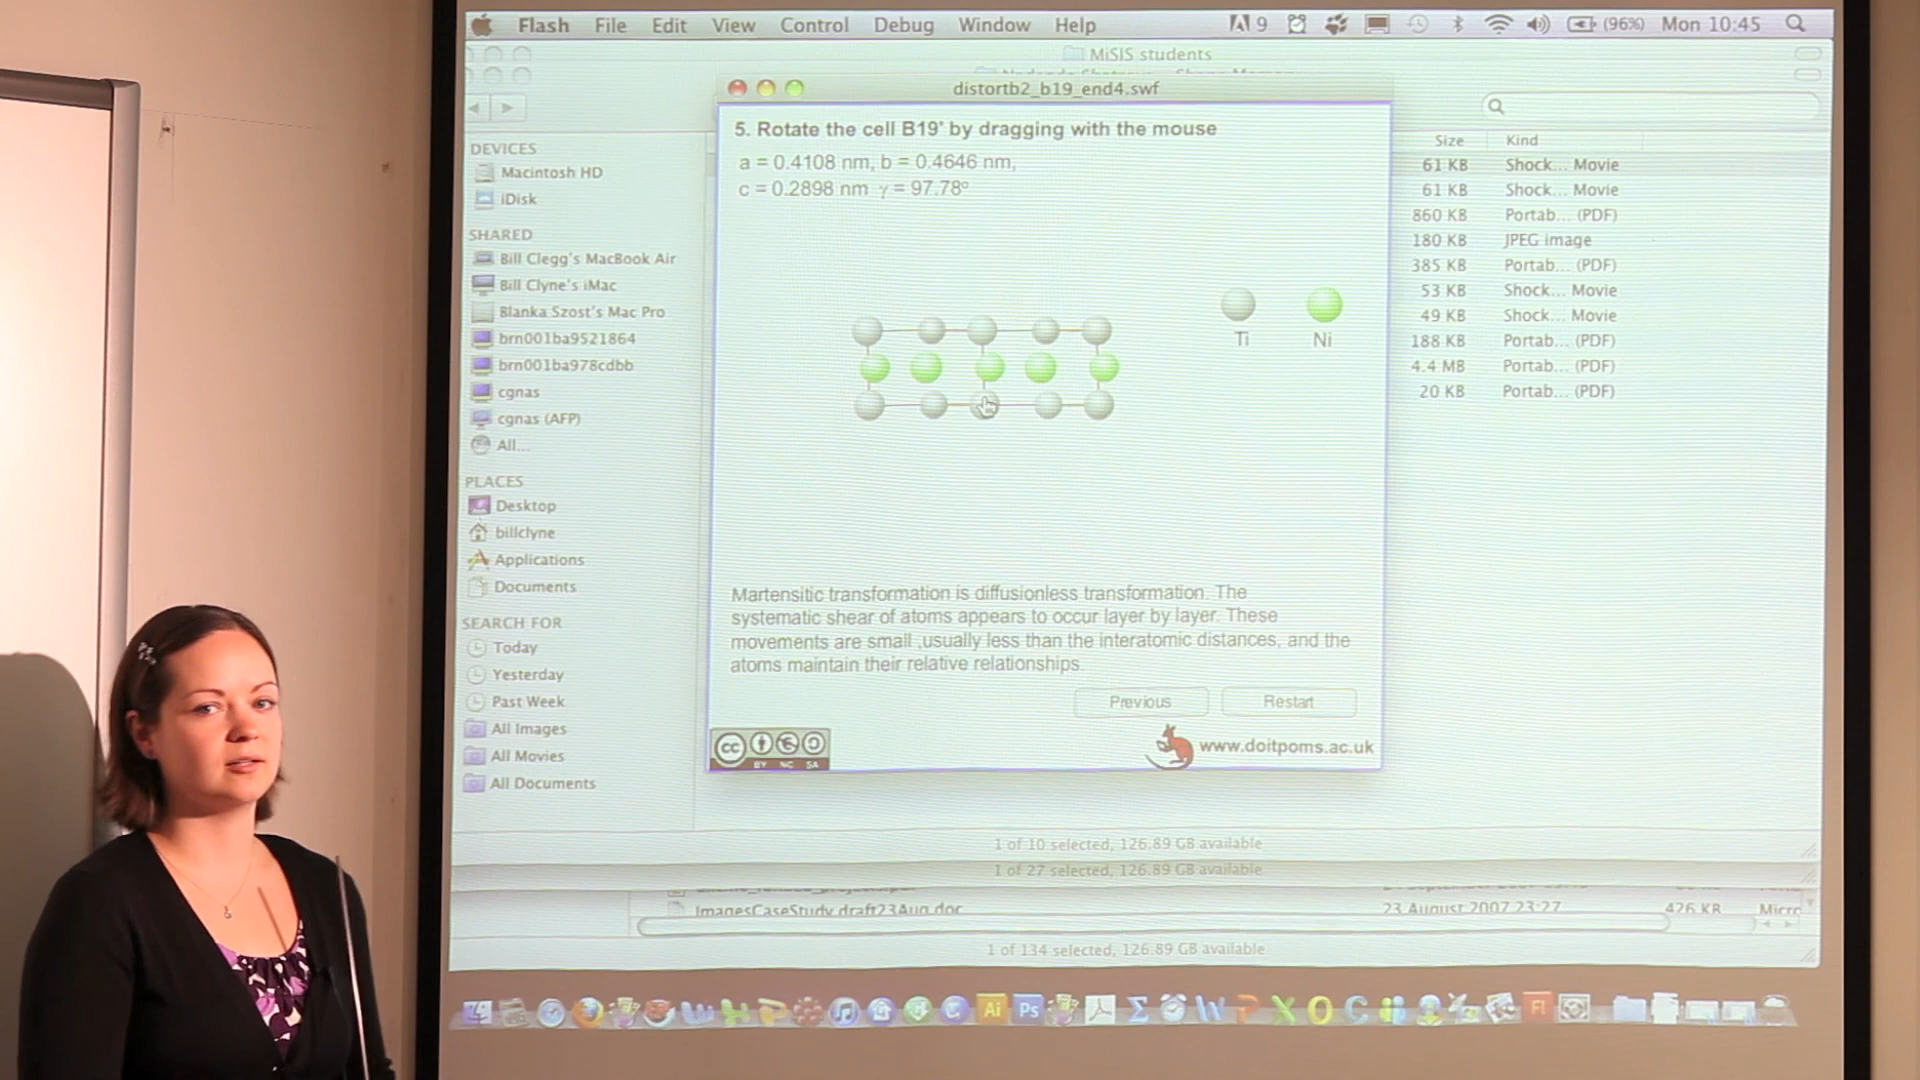 Flash File Edit View Control Debug Window Help 9 (96%) Mon 10:45
MiSIS students
distortb2_b19_end4.swf
5. Rotate the cell B19' by dragging with the mouse
a = 0.4108 nm, b = 0.4646 nm,
c = 0.2898 nm γ = 97.78º
Ti Ni
Martensitic transformation is diffusionless transformation. The
systematic shear of atoms appears to occur layer by layer. These
movements are small ,usually less than the interatomic distances, and the
atoms maintain their relative relationships.
Previous Restart
cc BY NC SA
www.doitpoms.ac.uk
DEVICES
Macintosh HD
iDisk
SHARED
Bill Clegg's MacBook Air
Bill Clyne's iMac
Blanka Szost's Mac Pro
brn001ba9521864
brn001ba978cdbb
cgnas
cgnas (AFP)
All...
PLACES
Desktop
billclyne
Applications
Documents
SEARCH FOR
Today
Yesterday
Past Week
All Images
All Movies
All Documents
Size Kind
61 KB Shock... Movie
61 KB Shock... Movie
860 KB Portab... (PDF)
180 KB JPEG image
385 KB Portab... (PDF)
53 KB Shock... Movie
49 KB Shock... Movie
188 KB Portab... (PDF)
4.4 MB Portab... (PDF)
20 KB Portab... (PDF)
1 of 10 selected, 126.89 GB available
1 of 27 selected, 126.89 GB available
ImagesCaseStudy draft23Aug.doc 23 August 2007 23:27 426 KB
1 of 134 selected, 126.89 GB available
Ai Ps Fl